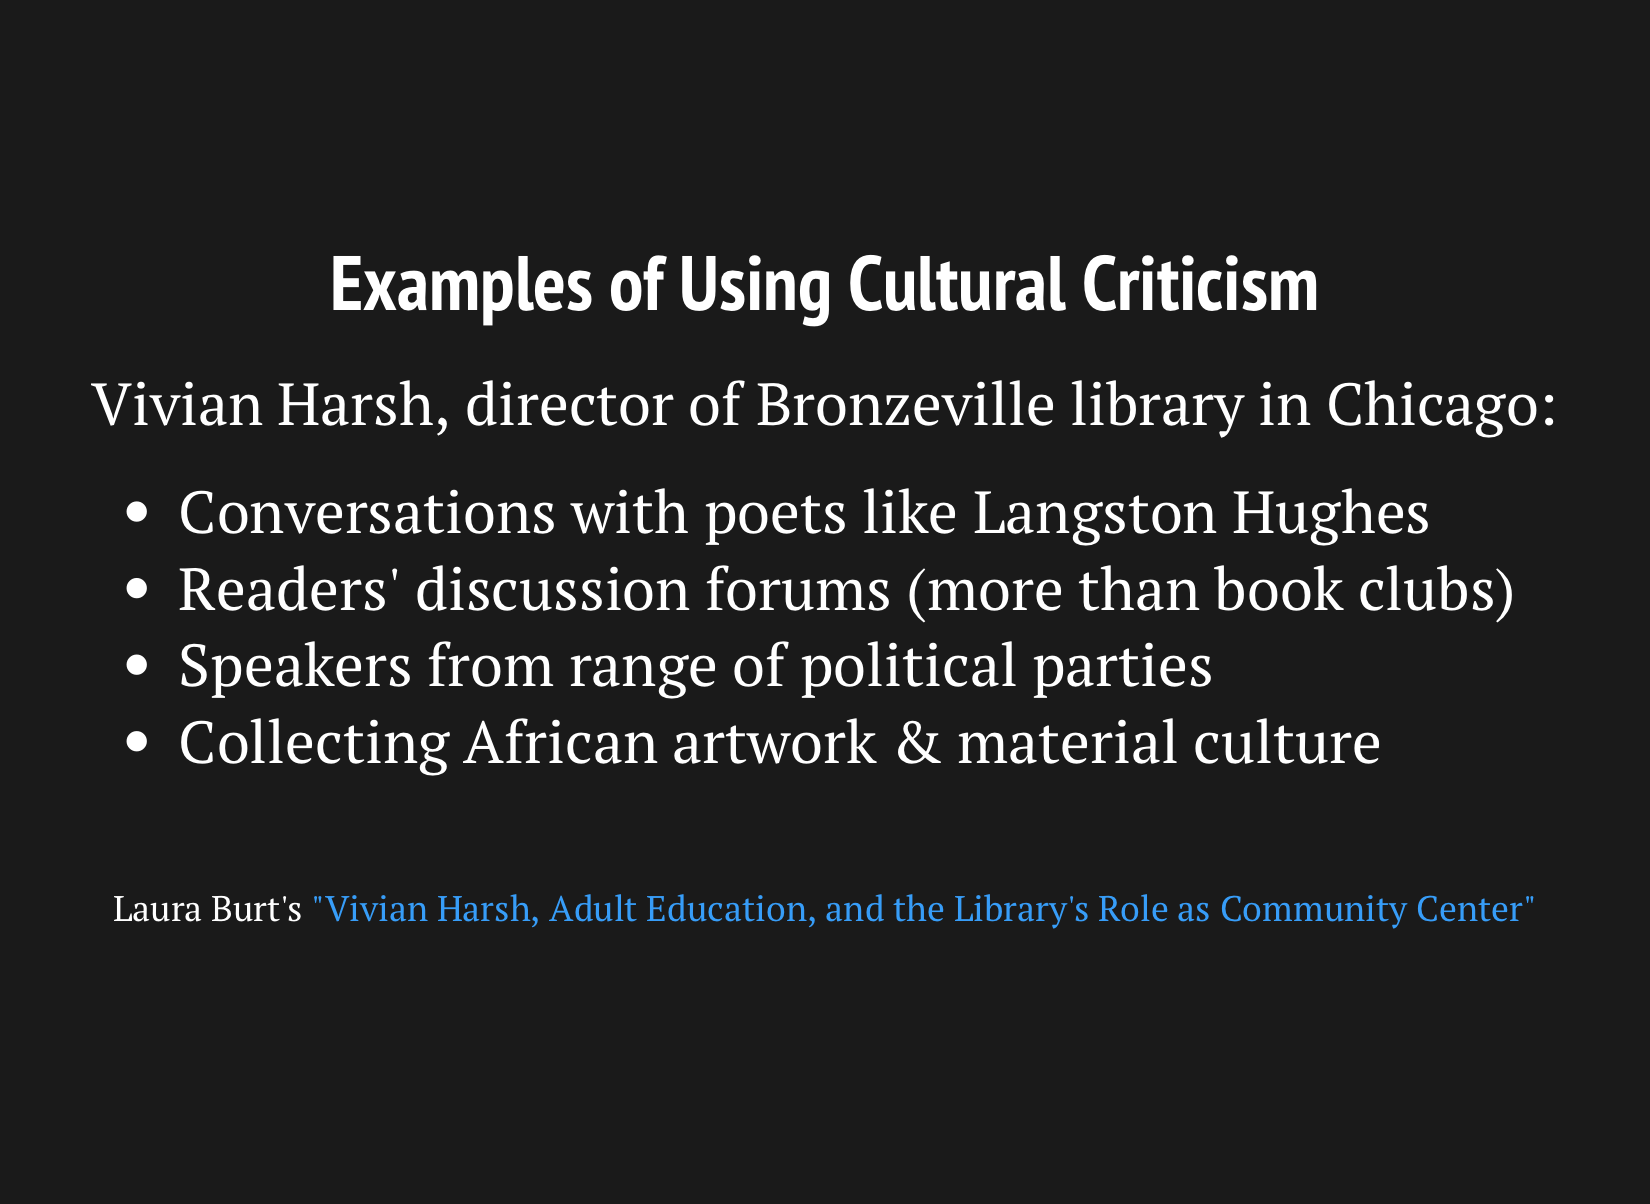 Examples of Using Cultural Criticism
Vivian Harsh, director of Bronzeville library in Chicago:
• Conversations with poets like Langston Hughes
• Readers' discussion forums (more than book clubs)
• Speakers from range of political parties
• Collecting African artwork & material culture
Laura Burt's "Vivian Harsh, Adult Education, and the Library's Role as Community Center"